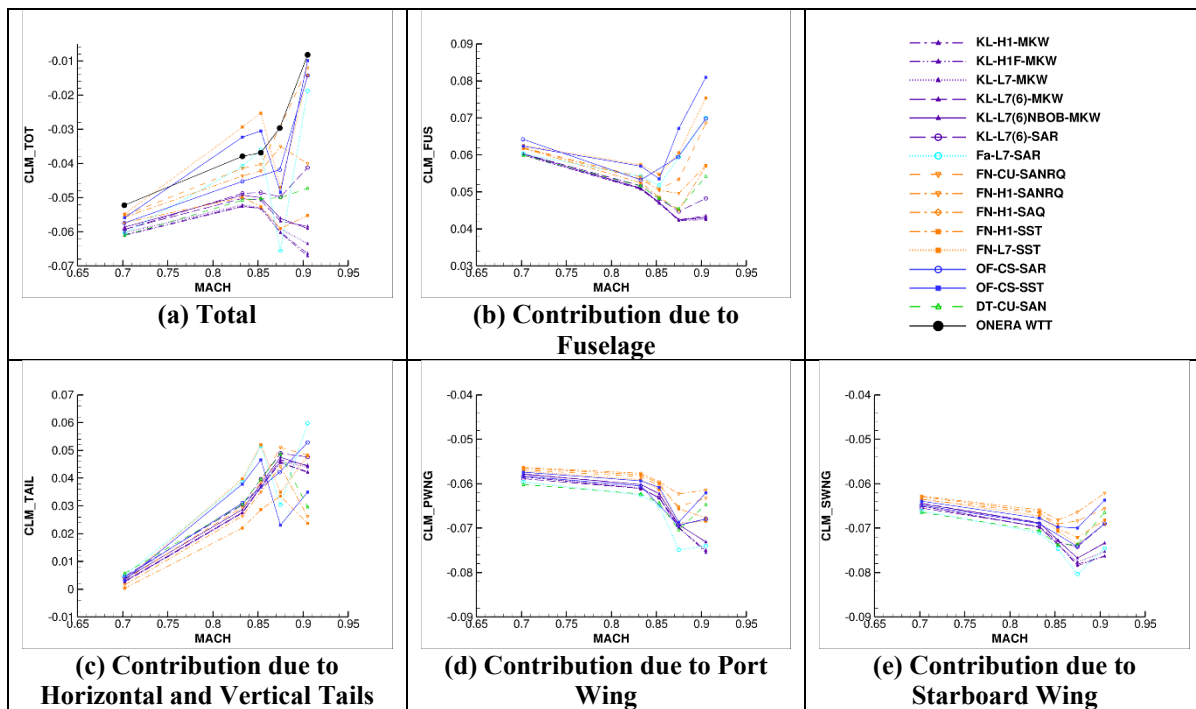 -0.01
-0.02
-0.03
-0.04
-0.05
-0.06
-0.07
CLM_TOT
0.65 0.7 0.75 0.8 0.85 0.9 0.95
MACH
(a) Total
0.09
0.08
0.07
0.06
0.05
0.04
0.03
CLM_FUS
0.65 0.7 0.75 0.8 0.85 0.9 0.95
MACH
(b) Contribution due to
Fuselage
KL-H1-MKW
KL-H1F-MKW
KL-L7-MKW
KL-L7(6)-MKW
KL-L7(6)NBOB-MKW
KL-L7(6)-SAR
Fa-L7-SAR
FN-CU-SANRQ
FN-H1-SANRQ
FN-H1-SAQ
FN-H1-SST
FN-L7-SST
OF-CS-SAR
OF-CS-SST
DT-CU-SAN
ONERA WTT
0.07
0.06
0.05
0.04
0.03
0.02
0.01
0
-0.01
CLM_TAIL
0.65 0.7 0.75 0.8 0.85 0.9 0.95
MACH
(c) Contribution due to
Horizontal and Vertical Tails
-0.04
-0.05
-0.06
-0.07
-0.08
-0.09
CLM_PWNG
0.65 0.7 0.75 0.8 0.85 0.9 0.95
MACH
(d) Contribution due to Port
Wing
-0.04
-0.05
-0.06
-0.07
-0.08
-0.09
CLM_SWNG
0.65 0.7 0.75 0.8 0.85 0.9 0.95
MACH
(e) Contribution due to
Starboard Wing